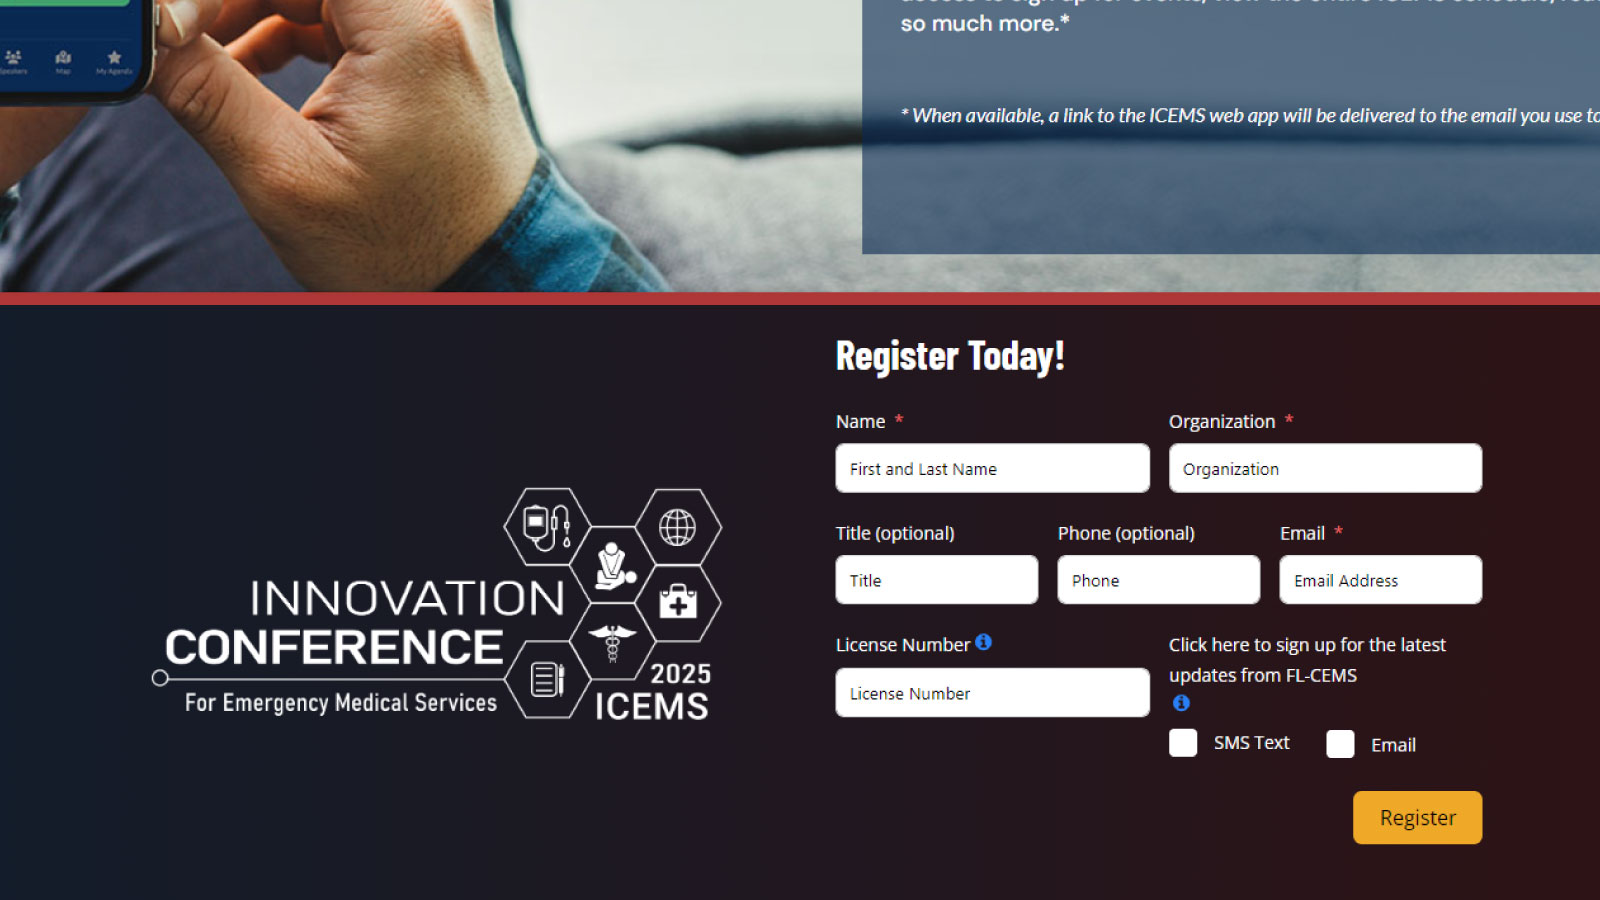 so much more.*
* When available, a link to the ICEMS web app will be delivered to the email you use to
Speakers
Map
My Agenda
Register Today!
Name *
Organization *
First and Last Name
Organization
Title (optional)
Phone (optional)
Email *
Title
Phone
Email Address
License Number
Click here to sign up for the latest
updates from FL-CEMS
License Number
SMS Text
Email
Register
INNOVATION
CONFERENCE
For Emergency Medical Services
2025
ICEMS